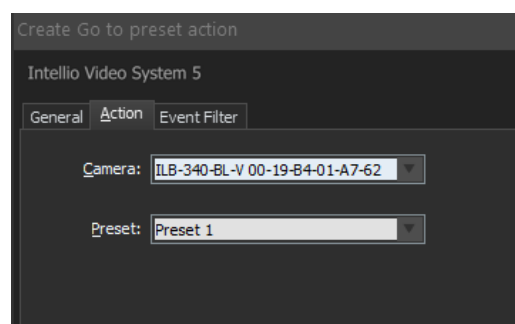 Create Go to preset action
Intellio Video System 5
General Action Event Filter
Camera: ILB-340-BL-V 00-19-B4-01-A7-62
Preset: Preset 1